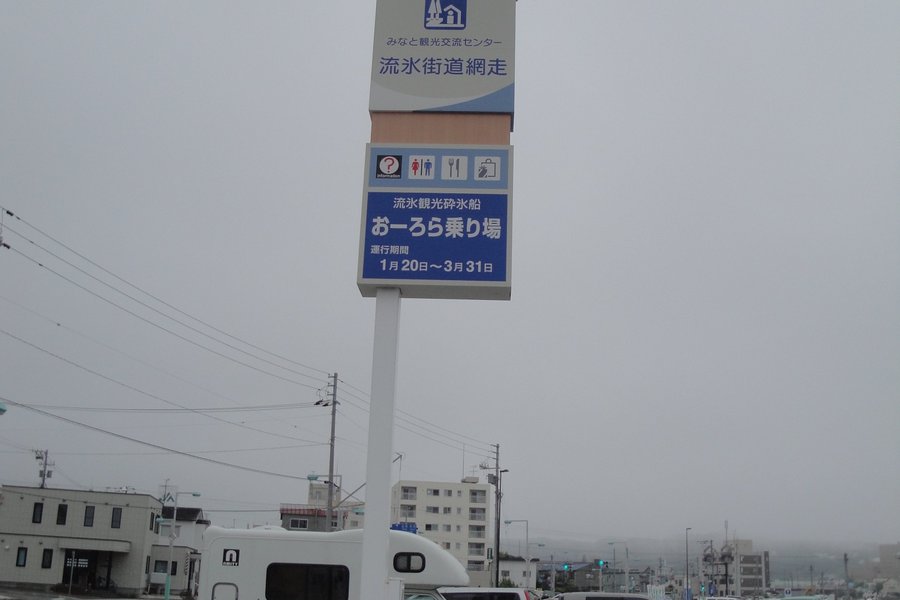 みなと観光交流センター
流氷街道網走
information
流氷観光砕氷船
おーろら乗り場
運行期間
1月20日〜3月31日